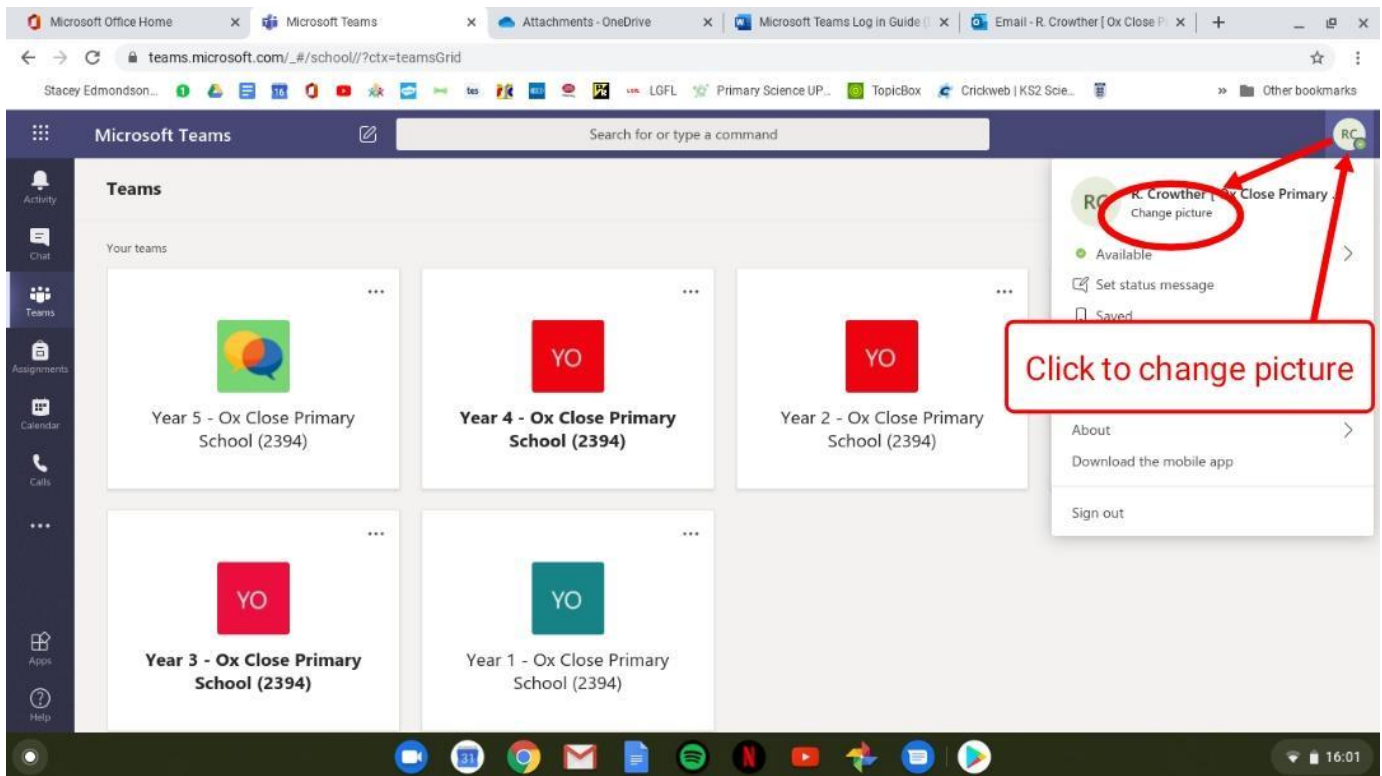 Microsoft Office Home
Microsoft Teams
Attachments - OneDrive
Microsoft Teams Log in Guide (
Email - R. Crowther [ Ox Close P
teams.microsoft.com/_#/school//?ctx=teamsGrid
Stacey Edmondson...
16
tes
LGFL
Primary Science UP...
TopicBox
Crickweb | KS2 Scie...
»
Other bookmarks
Microsoft Teams
Search for or type a command
RC
Activity
Chat
Teams
Assignments
Calendar
Calls
Apps
Help
Teams
Your teams
Year 5 - Ox Close Primary
School (2394)
YO
Year 4 - Ox Close Primary
School (2394)
YO
Year 2 - Ox Close Primary
School (2394)
YO
Year 3 - Ox Close Primary
School (2394)
YO
Year 1 - Ox Close Primary
School (2394)
RC
R. Crowther [ Ox Close Primary ...
Change picture
Available
Set status message
Saved
Click to change picture
About
Download the mobile app
Sign out
31
N
16:01